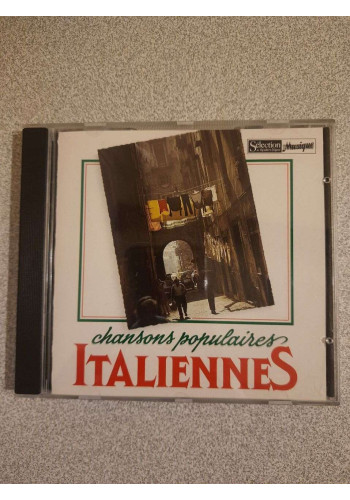 Sélection
Musique
chansons populaires
ITALIENNES